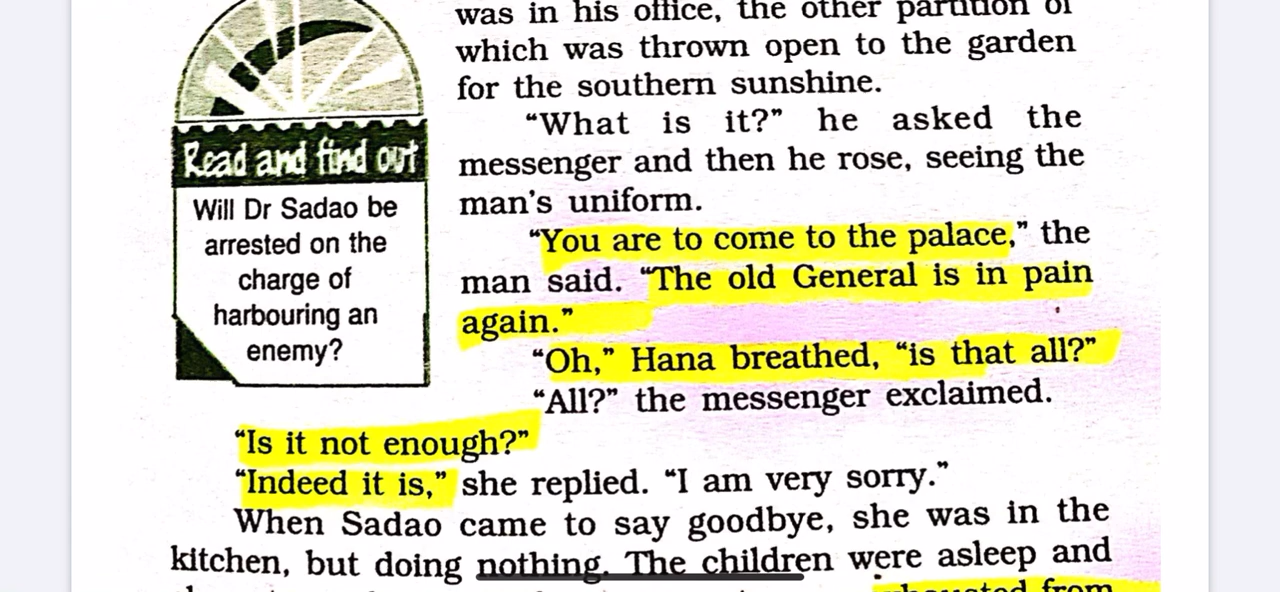 was in his office, the other partition of
which was thrown open to the garden
for the southern sunshine.
“What is it?” he asked the
messenger and then he rose, seeing the
man’s uniform.
“You are to come to the palace,” the
man said. “The old General is in pain
again.”
“Oh,” Hana breathed, “is that all?”
“All?” the messenger exclaimed.
Read and find out
Will Dr Sadao be
arrested on the
charge of
harbouring an
enemy?
“Is it not enough?”
“Indeed it is,” she replied. “I am very sorry.”
When Sadao came to say goodbye, she was in the
kitchen, but doing nothing. The children were asleep and
from